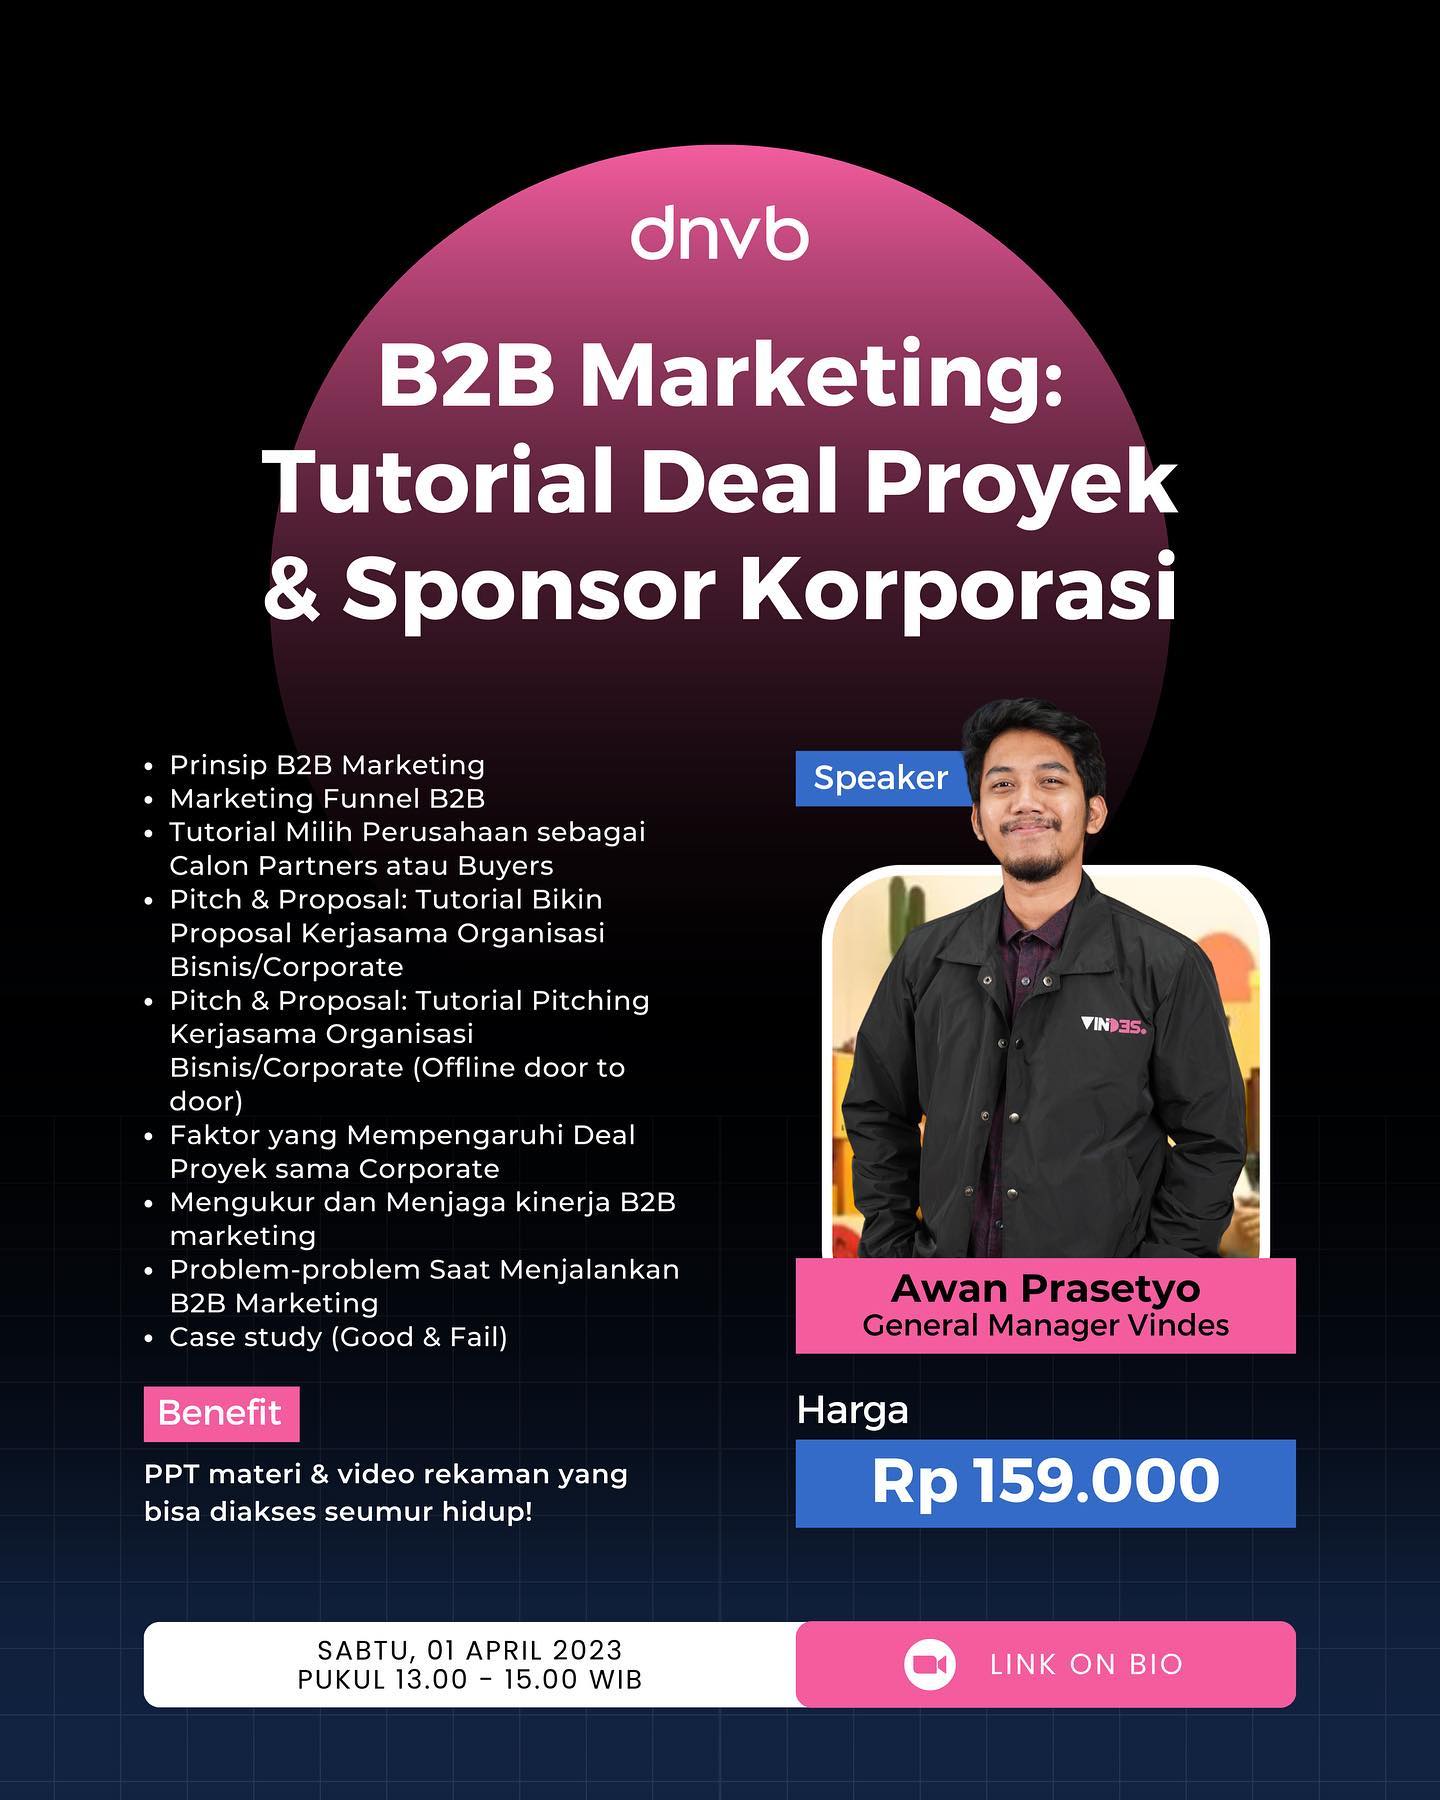 dnvb
B2B Marketing:
Tutorial Deal Proyek
& Sponsor Korporasi
• Prinsip B2B Marketing
• Marketing Funnel B2B
• Tutorial Milih Perusahaan sebagai
Calon Partners atau Buyers
• Pitch & Proposal: Tutorial Bikin
Proposal Kerjasama Organisasi
Bisnis/Corporate
• Pitch & Proposal: Tutorial Pitching
Kerjasama Organisasi
Bisnis/Corporate (Offline door to
door)
• Faktor yang Mempengaruhi Deal
Proyek sama Corporate
• Mengukur dan Menjaga kinerja B2B
marketing
• Problem-problem Saat Menjalankan
B2B Marketing
• Case study (Good & Fail)
Speaker
VINDES.
Awan Prasetyo
General Manager Vindes
Benefit
PPT materi & video rekaman yang
bisa diakses seumur hidup!
Harga
Rp 159.000
SABTU, 01 APRIL 2023
PUKUL 13.00 - 15.00 WIB
LINK ON BIO